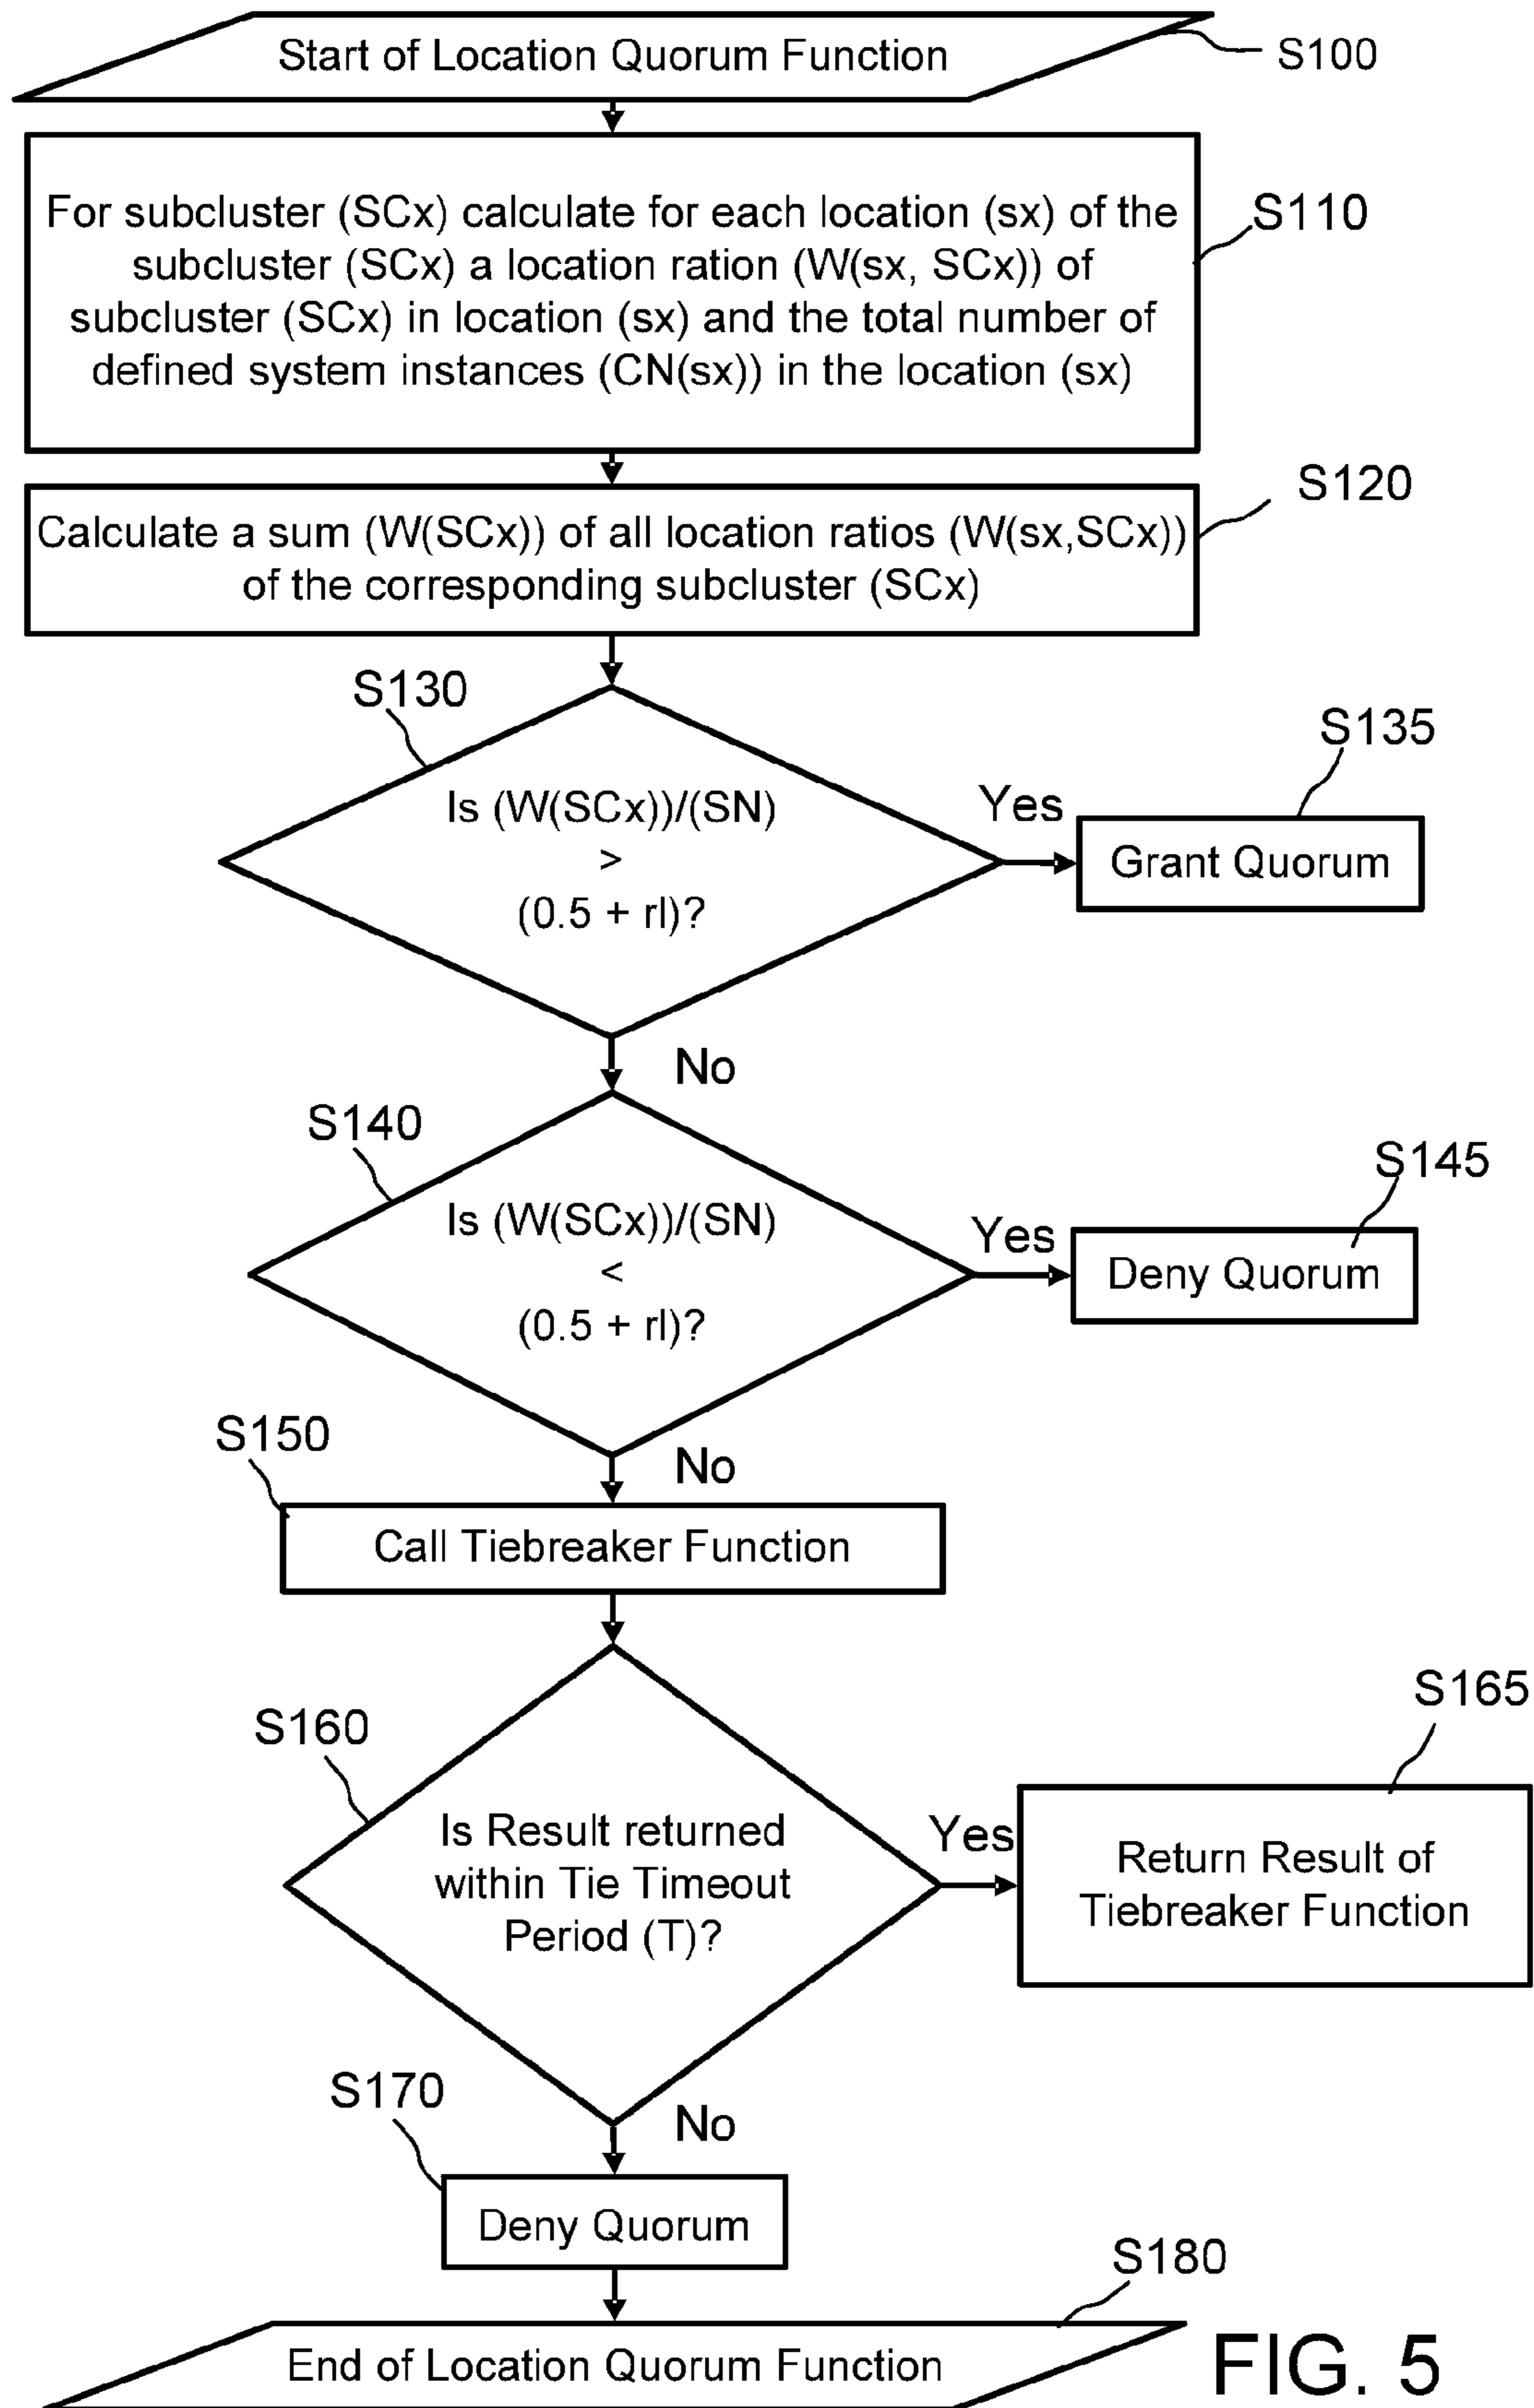 Start of Location Quorum Function
S100
For subcluster (SCx) calculate for each location (sx) of the
subcluster (SCx) a location ration (W(sx, SCx)) of
subcluster (SCx) in location (sx) and the total number of
defined system instances (CN(sx)) in the location (sx)
S110
S120
Calculate a sum (W(SCx)) of all location ratios (W(sx,SCx))
of the corresponding subcluster (SCx)
S130
Is (W(SCx))/(SN)
>
(0.5 + rl)?
Yes
S135
Grant Quorum
No
S140
Is (W(SCx))/(SN)
<
(0.5 + rl)?
Yes
S145
Deny Quorum
No
S150
Call Tiebreaker Function
S160
Is Result returned
within Tie Timeout
Period (T)?
Yes
S165
Return Result of
Tiebreaker Function
No
S170
Deny Quorum
S180
End of Location Quorum Function
FIG. 5